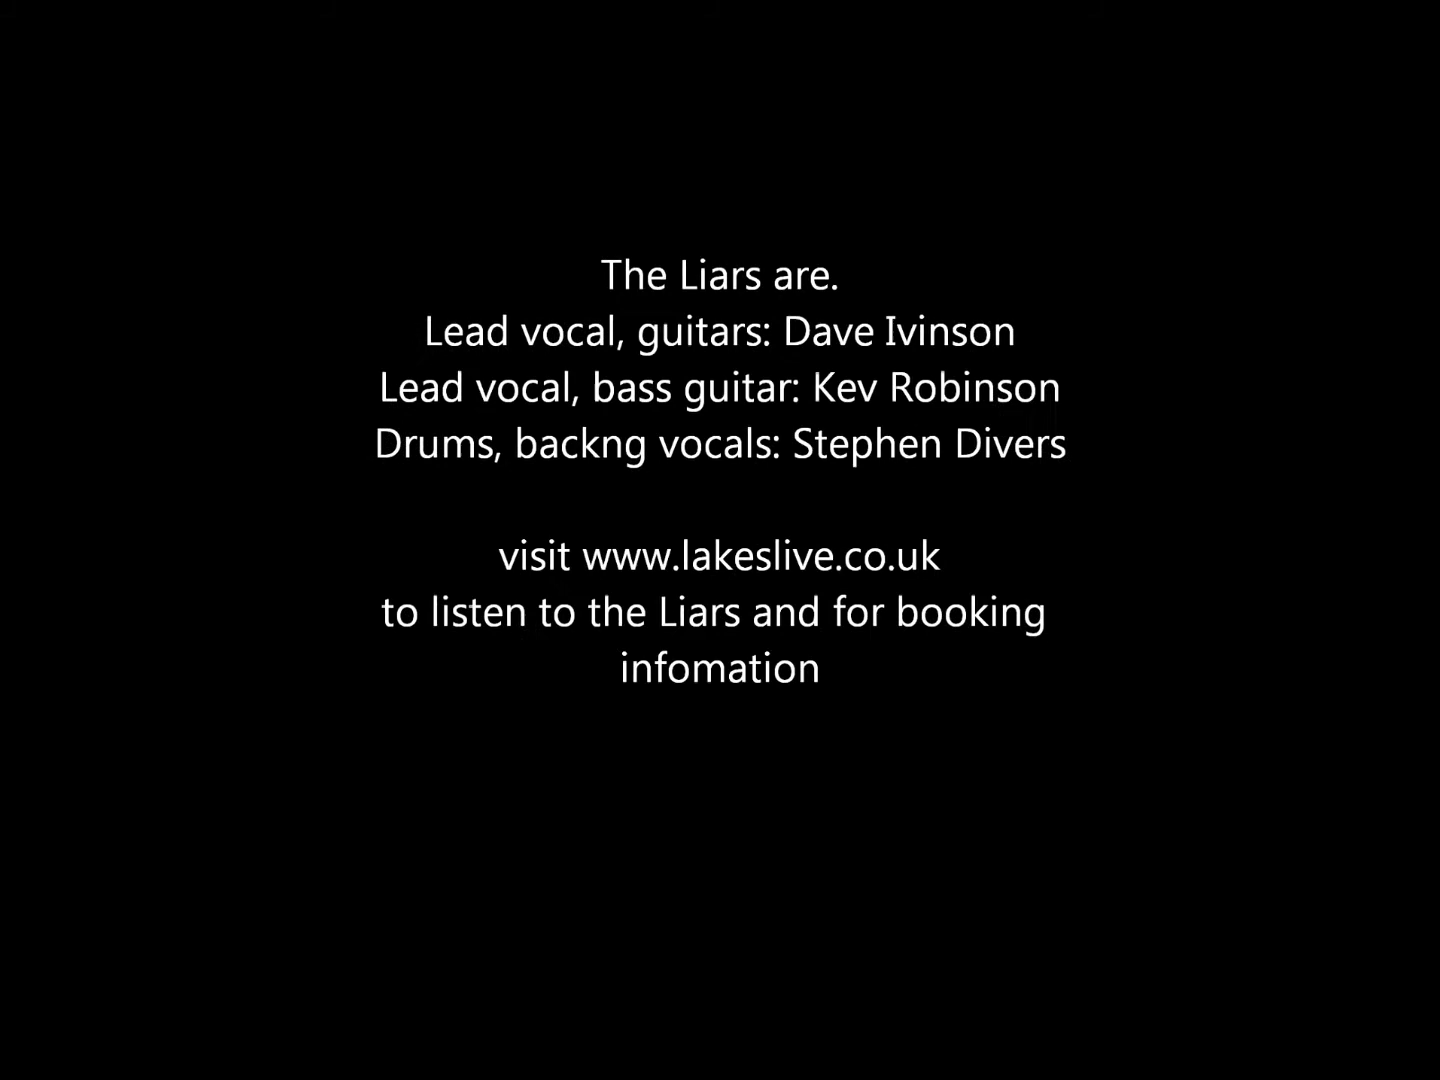 The Liars are.
Lead vocal, guitars: Dave Ivinson
Lead vocal, bass guitar: Kev Robinson
Drums, backng vocals: Stephen Divers
visit www.lakeslive.co.uk
to listen to the Liars and for booking
infomation